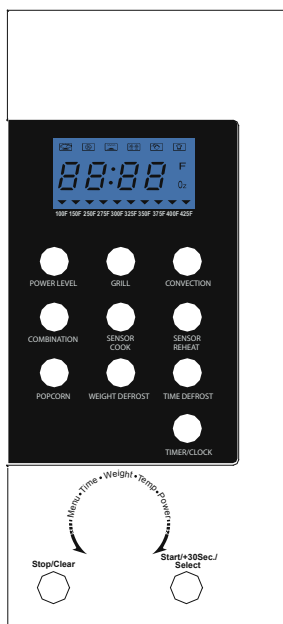 88:88 F
Oz
100F 150F 250F 275F 300F 325F 350F 375F 400F 425F
POWER LEVEL GRILL CONVECTION
COMBINATION SENSOR COOK SENSOR REHEAT
POPCORN WEIGHT DEFROST TIME DEFROST
TIMER/CLOCK
Menu•Time•Weight•Temp•Power
Stop/Clear
Start/+30Sec./
Select